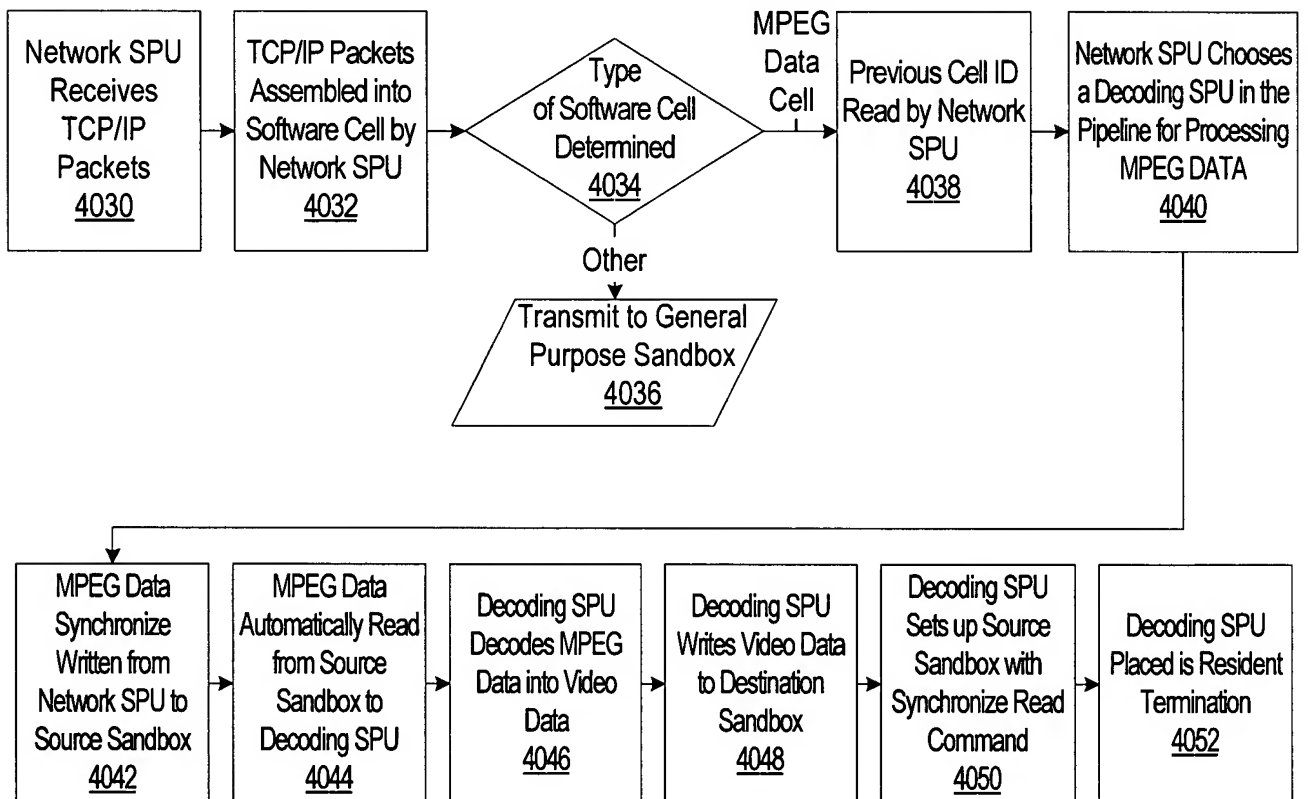 Network SPU
Receives
TCP/IP
Packets
4030
TCP/IP Packets
Assembled into
Software Cell by
Network SPU
4032
Type
of Software Cell
Determined
4034
MPEG
Data
Cell
Previous Cell ID
Read by Network
SPU
4038
Network SPU Chooses
a Decoding SPU in the
Pipeline for Processing
MPEG DATA
4040
Other
Transmit to General
Purpose Sandbox
4036
MPEG Data
Synchronize
Written from
Network SPU to
Source Sandbox
4042
MPEG Data
Automatically Read
from Source
Sandbox to
Decoding SPU
4044
Decoding SPU
Decodes MPEG
Data into Video
Data
4046
Decoding SPU
Writes Video Data
to Destination
Sandbox
4048
Decoding SPU
Sets up Source
Sandbox with
Synchronize Read
Command
4050
Decoding SPU
Placed is Resident
Termination
4052